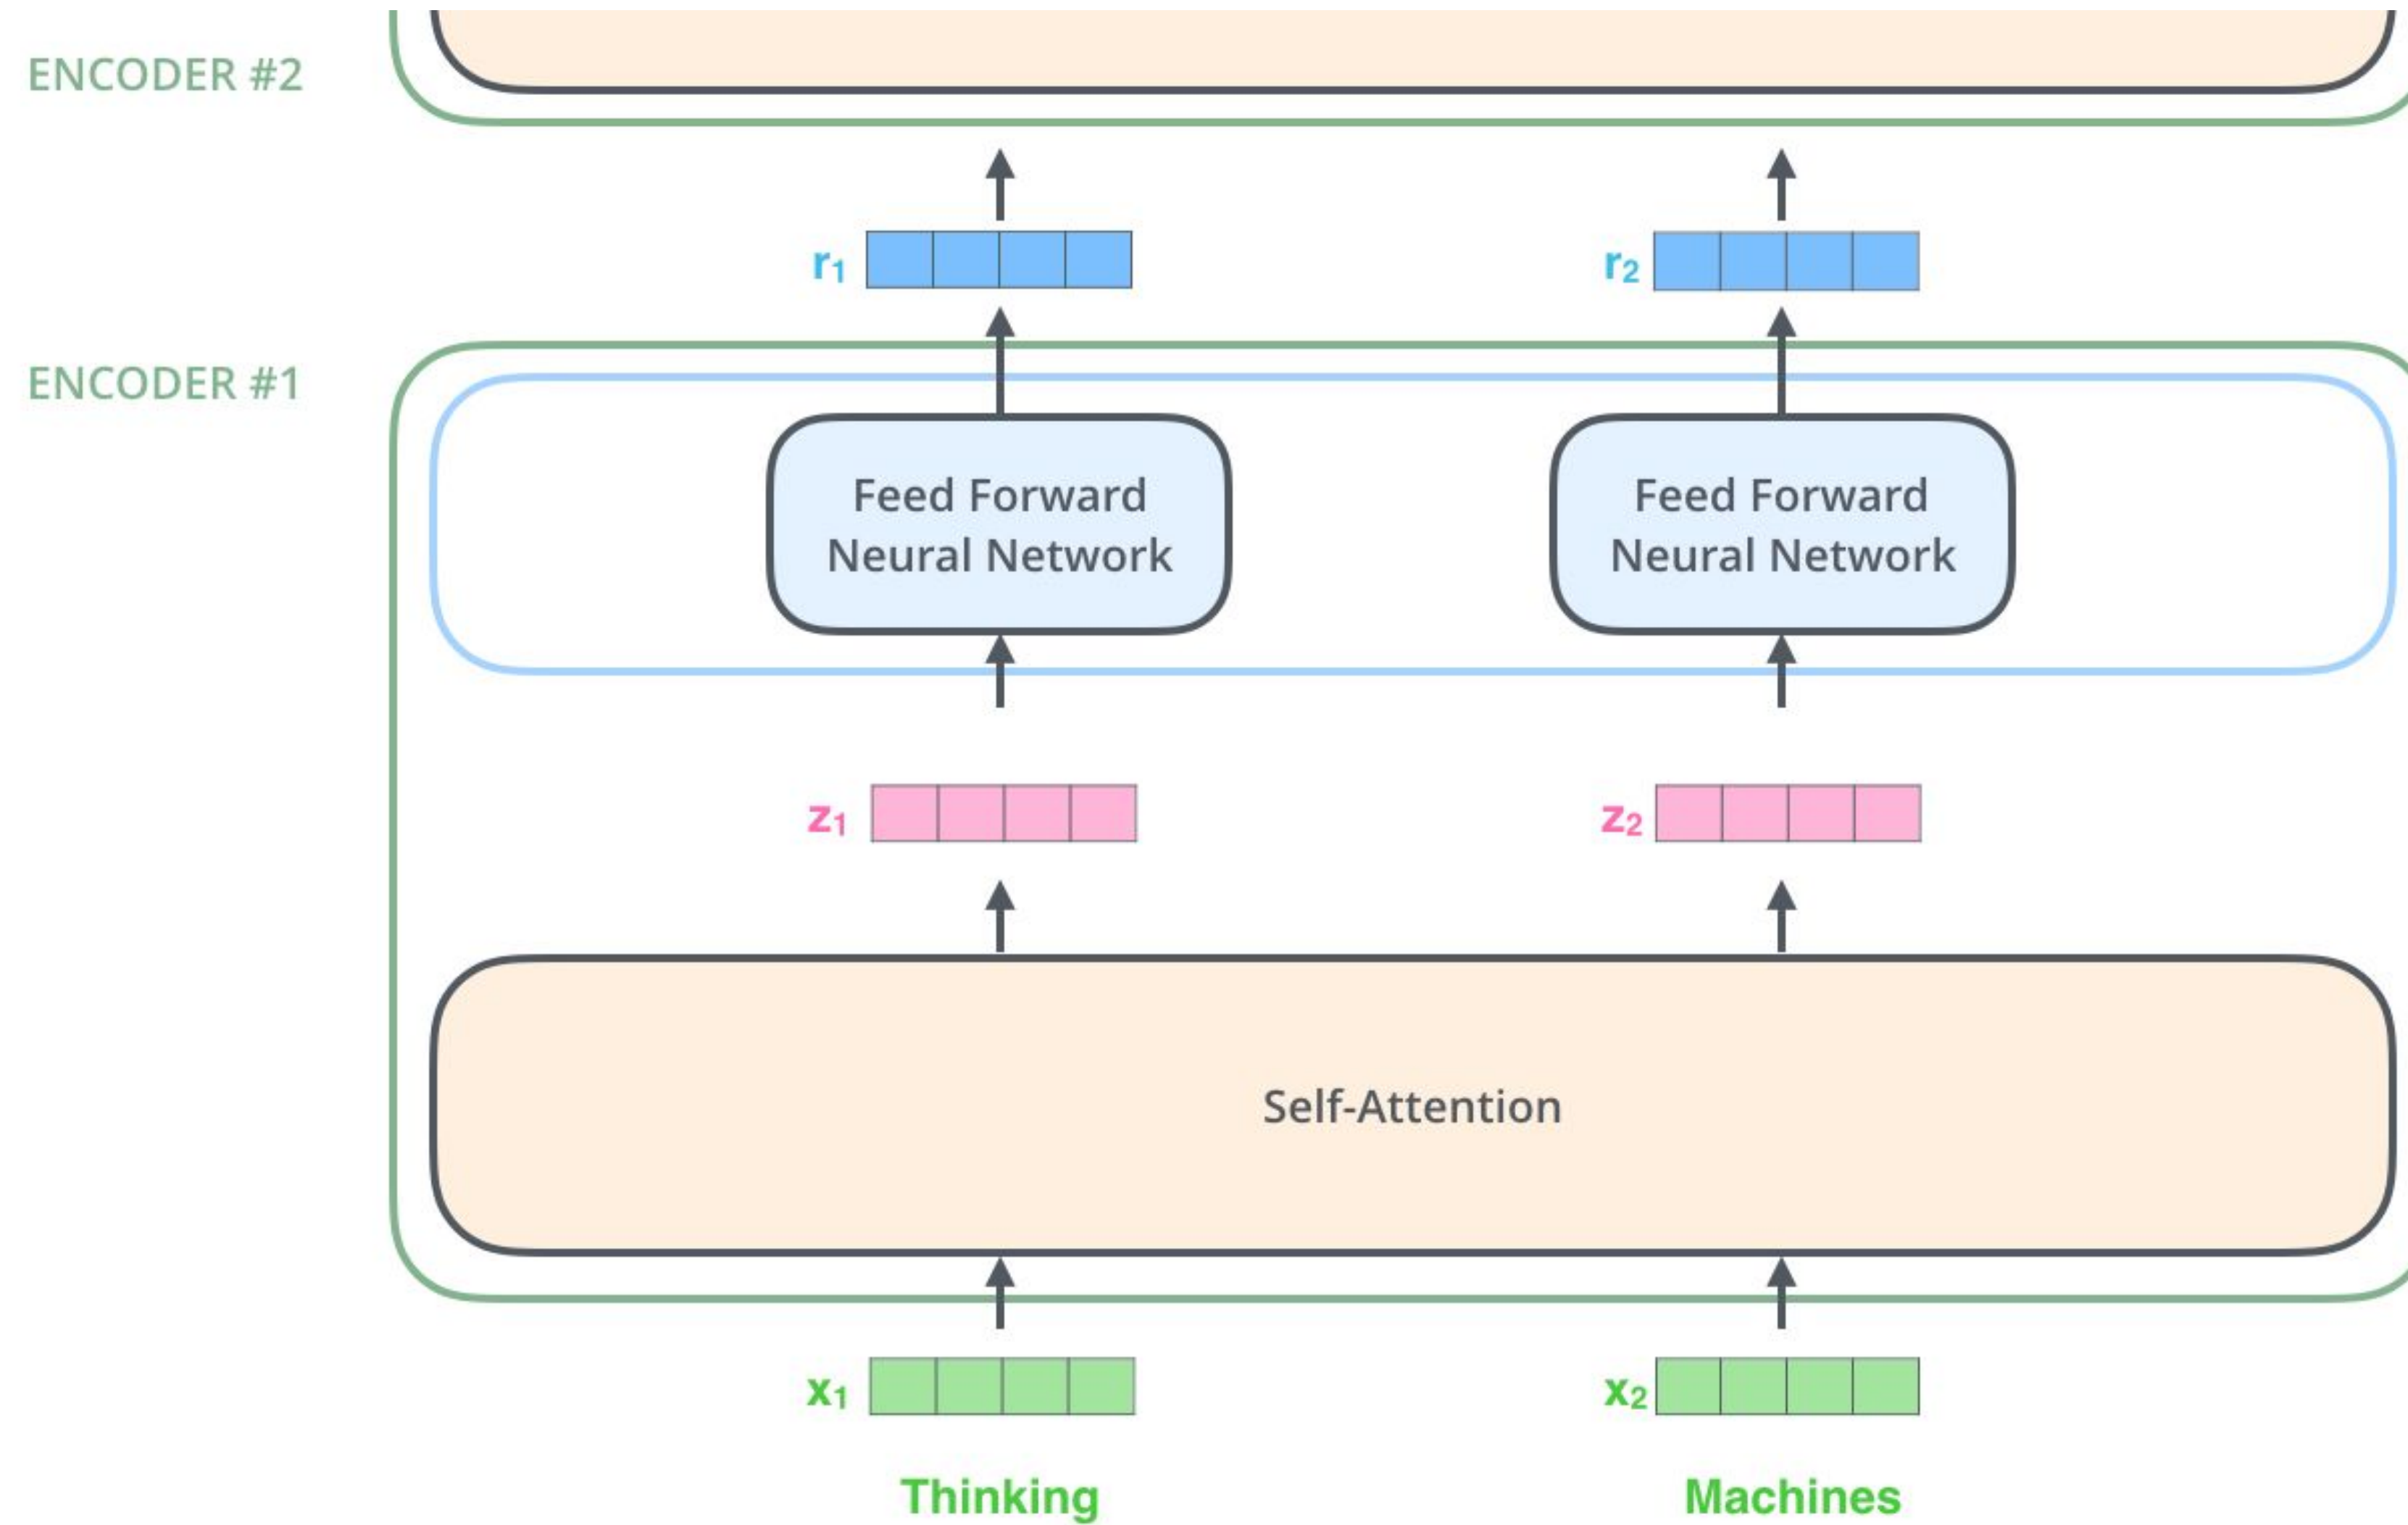 ENCODER #2
r₁
r₂
ENCODER #1
Feed Forward
Neural Network
Feed Forward
Neural Network
z₁
z₂
Self-Attention
x₁
x₂
Thinking
Machines